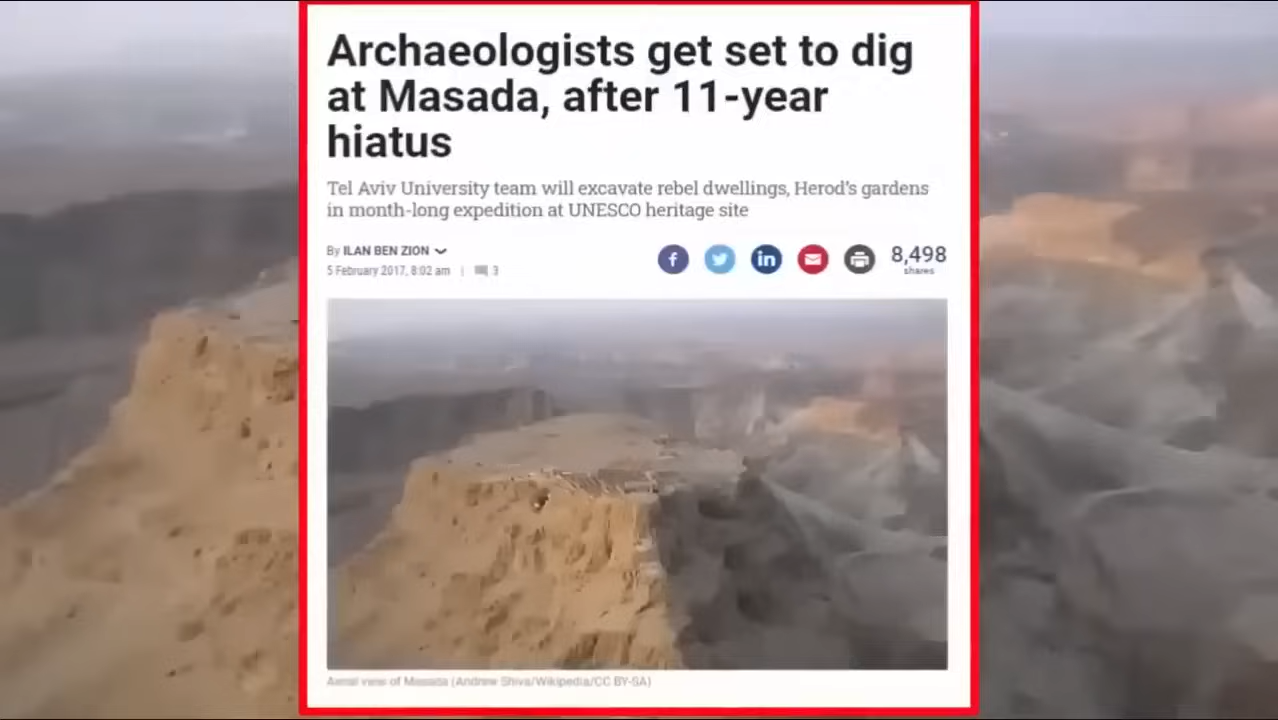 Archaeologists get set to dig
at Masada, after 11-year
hiatus
Tel Aviv University team will excavate rebel dwellings, Herod's gardens
in month-long expedition at UNESCO heritage site
By ILAN BEN ZION
5 February 2017, 8:02 am | 3
f in 8,498
shares
Aerial view of Masada (Andrew Shiva/Wikipedia/CC BY-SA)